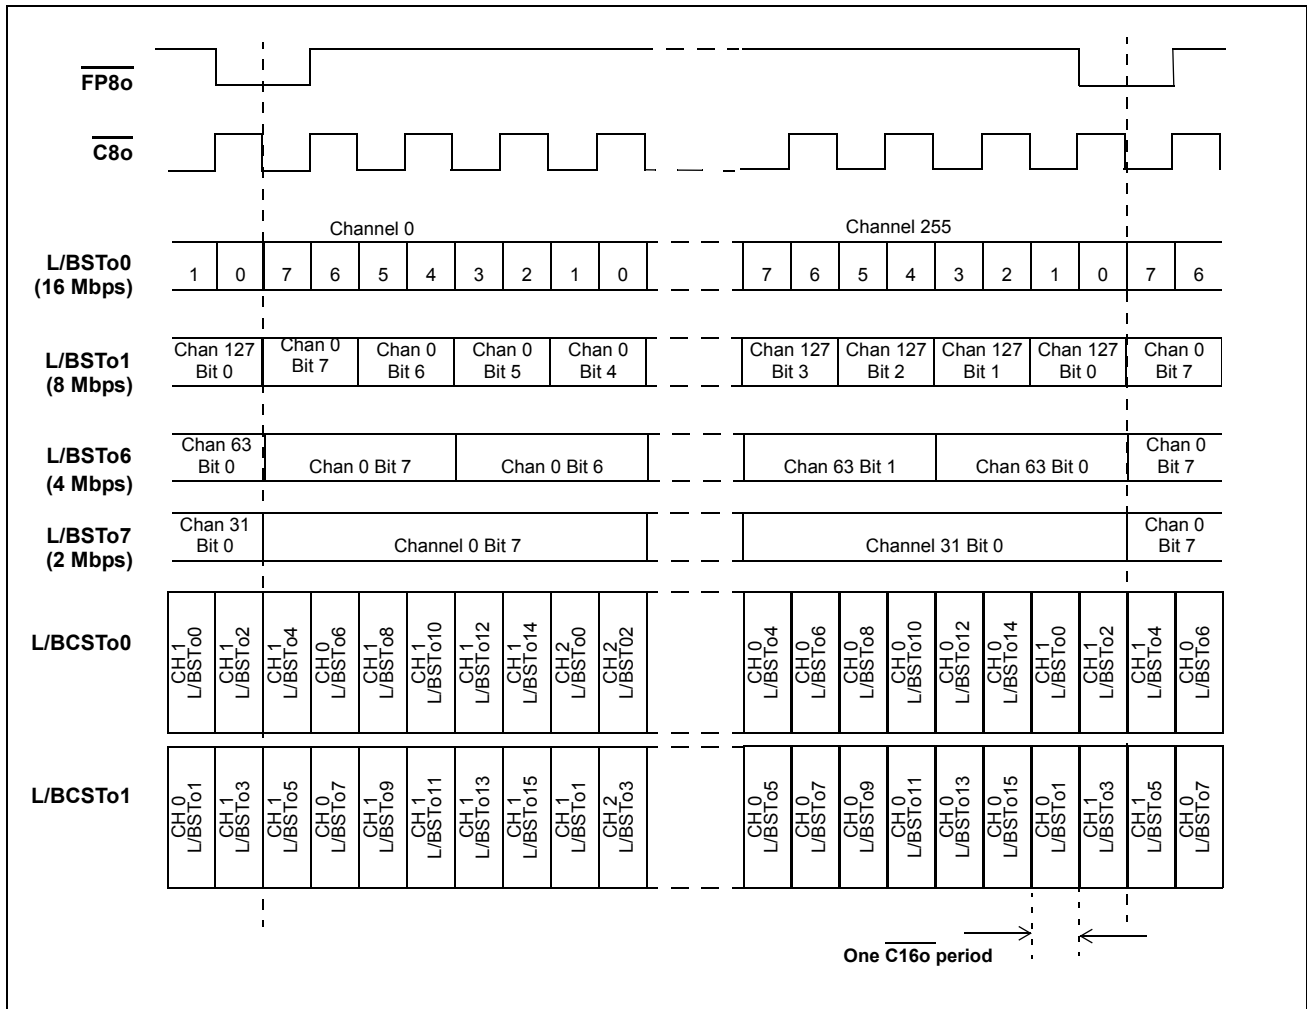 FP8o
C8o
Channel 0
Channel 255
L/BSTo0
(16 Mbps)
1 0 7 6 5 4 3 2 1 0 7 6 5 4 3 2 1 0 7 6
L/BSTo1
(8 Mbps)
Chan 127
Bit 0
Chan 0
Bit 7
Chan 0
Bit 6
Chan 0
Bit 5
Chan 0
Bit 4
Chan 127
Bit 3
Chan 127
Bit 2
Chan 127
Bit 1
Chan 127
Bit 0
Chan 0
Bit 7
L/BSTo6
(4 Mbps)
Chan 63
Bit 0
Chan 0 Bit 7
Chan 0 Bit 6
Chan 63 Bit 1
Chan 63 Bit 0
Chan 0
Bit 7
L/BSTo7
(2 Mbps)
Chan 31
Bit 0
Channel 0 Bit 7
Channel 31 Bit 0
Chan 0
Bit 7
L/BCSTo0
CH 1
L/BSTo0
CH 1
L/BSTo2
CH 1
L/BSTo4
CH 0
L/BSTo6
CH 1
L/BSTo8
CH 1
L/BSTo10
CH 1
L/BSTo12
CH 1
L/BSTo14
CH 2
L/BSTo0
CH 2
L/BSTo02
CH 0
L/BSTo4
CH 0
L/BSTo6
CH 0
L/BSTo8
CH 0
L/BSTo10
CH 0
L/BSTo12
CH 0
L/BSTo14
CH 1
L/BSTo0
CH 1
L/BSTo2
CH 1
L/BSTo4
CH 0
L/BSTo6
L/BCSTo1
CH 0
L/BSTo1
CH 1
L/BSTo3
CH 1
L/BSTo5
CH 0
L/BSTo7
CH 1
L/BSTo9
CH 1
L/BSTo11
CH 1
L/BSTo13
CH 1
L/BSTo15
CH 1
L/BSTo1
CH 2
L/BSTo3
CH 0
L/BSTo5
CH 0
L/BSTo7
CH 0
L/BSTo9
CH 0
L/BSTo11
CH 0
L/BSTo13
CH 0
L/BSTo15
CH 0
L/BSTo1
CH 1
L/BSTo3
CH 1
L/BSTo5
CH 0
L/BSTo7
One C16o period